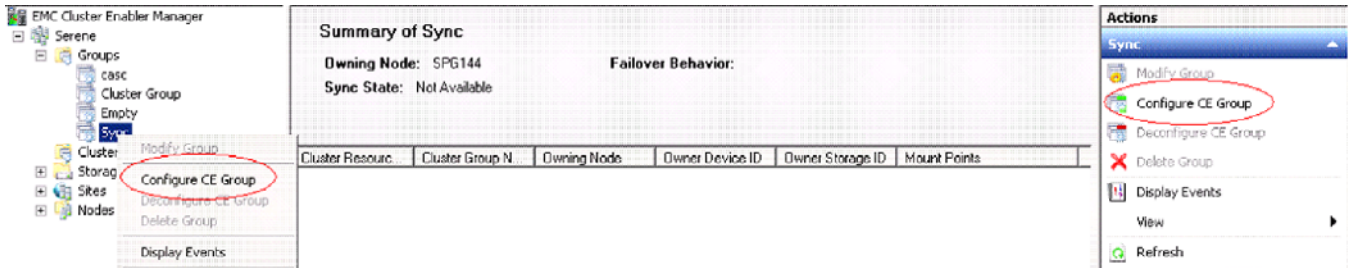 EMC Cluster Enabler Manager
Serene
Groups
casc
Cluster Group
Empty
Sync
Cluster
Storag
Sites
Nodes
Modify Group
Configure CE Group
Deconfigure CE Group
Delete Group
Display Events
Summary of Sync
Owning Node: SPG144 Failover Behavior:
Sync State: Not Available
Cluster Resourc... Cluster Group N... Owning Node Owner Device ID Owner Storage ID Mount Points
Actions
Sync
Modify Group
Configure CE Group
Deconfigure CE Group
Delete Group
Display Events
View
Refresh